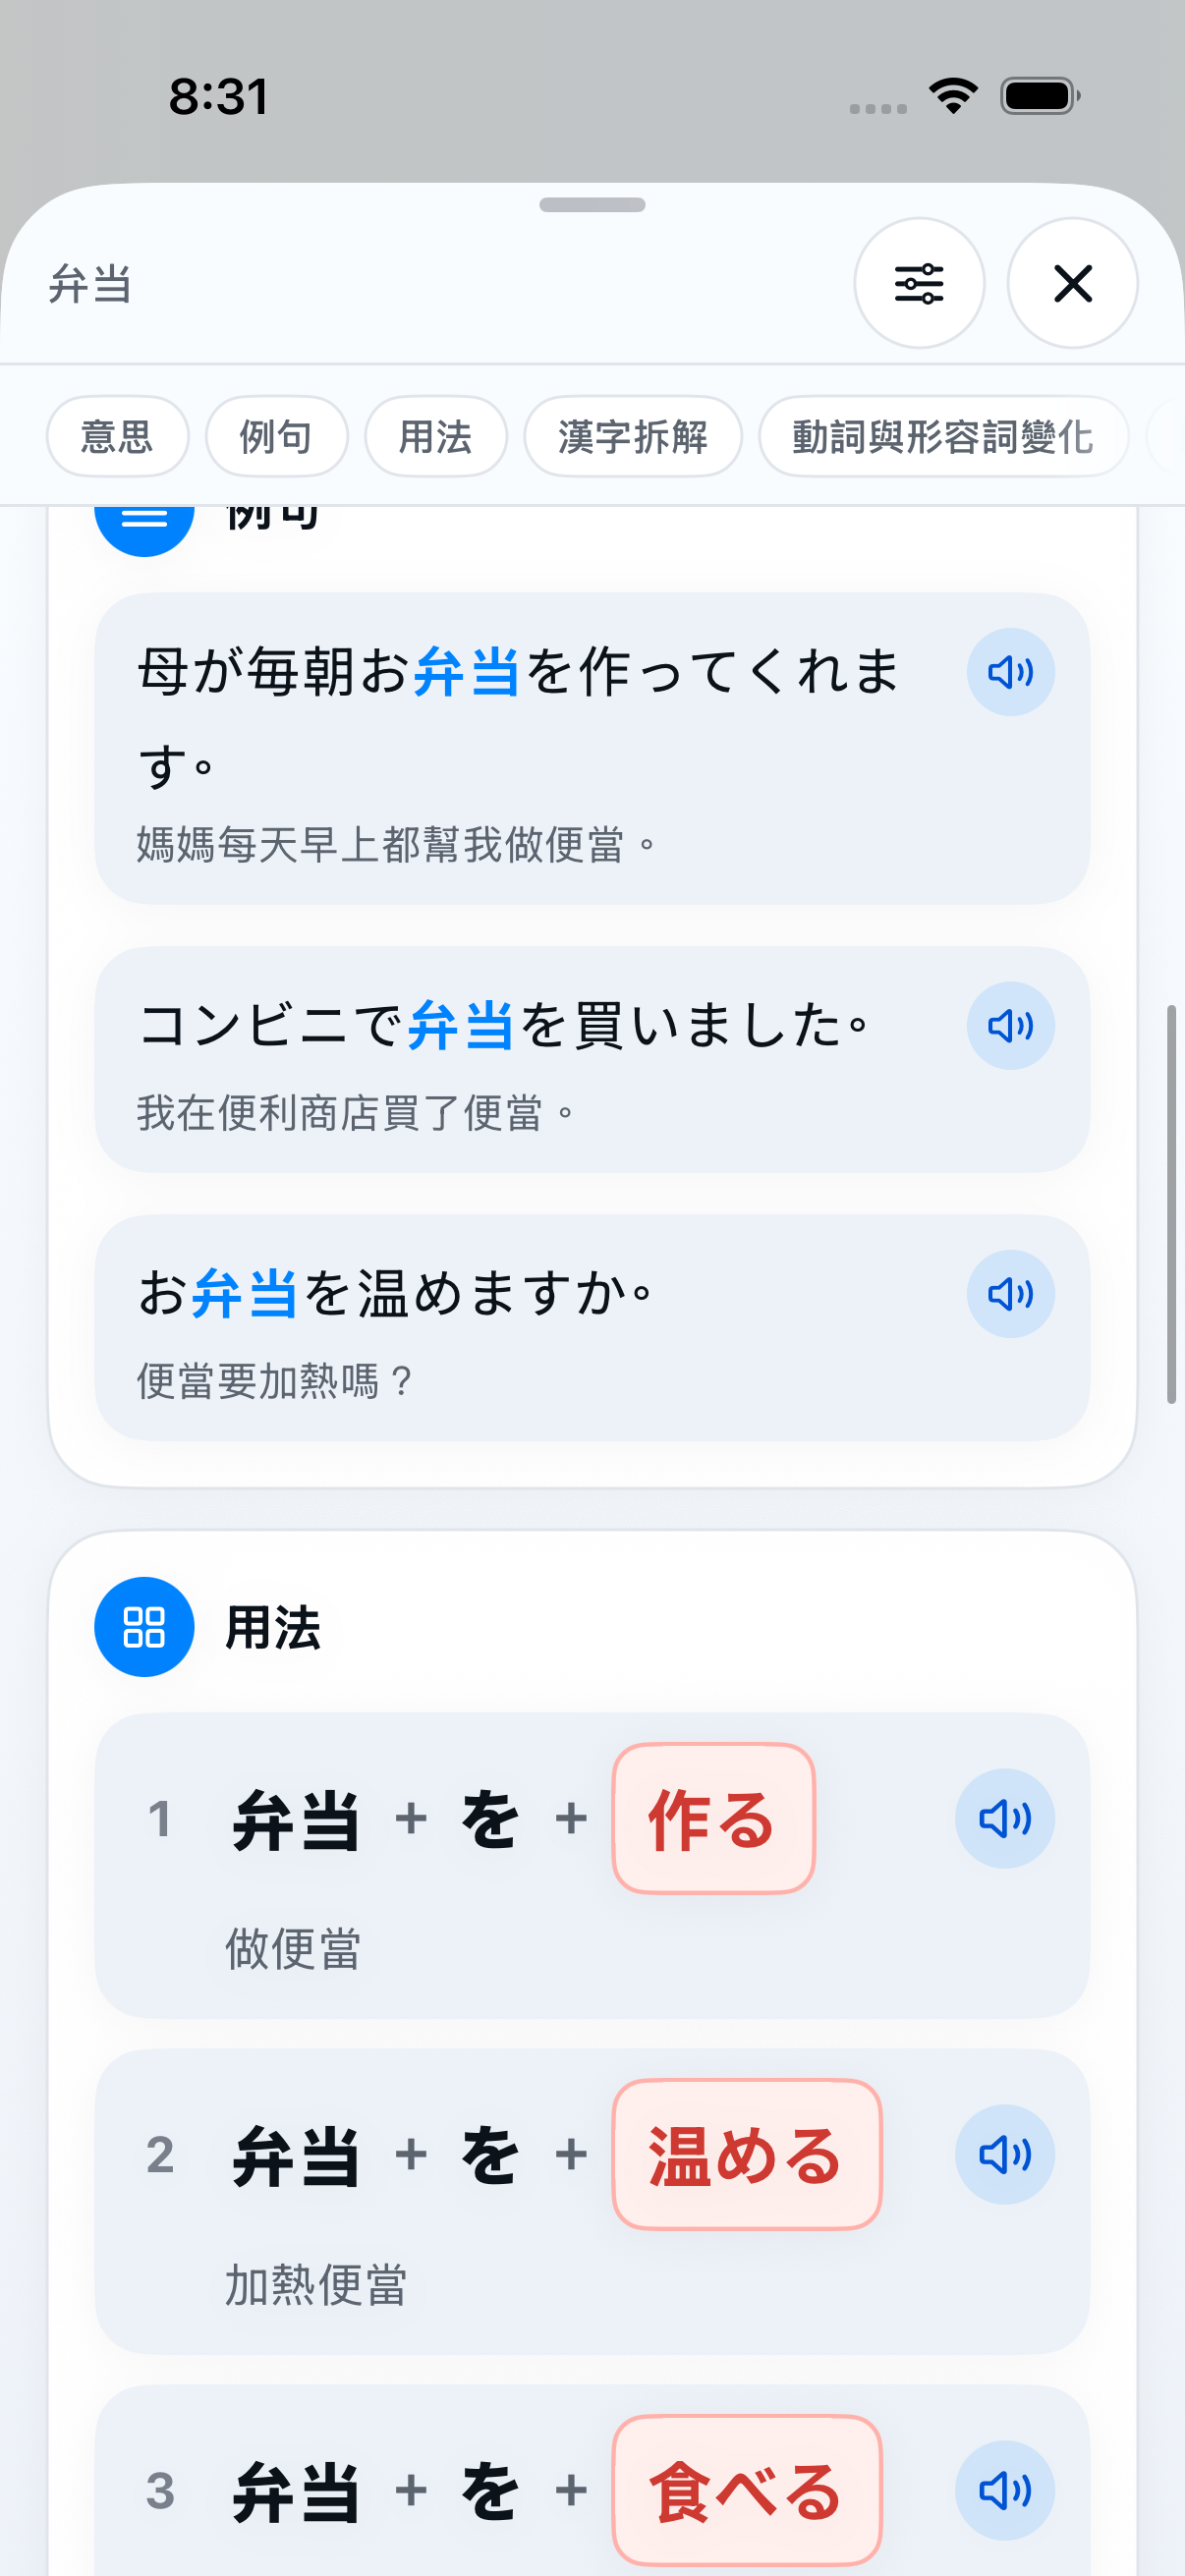 8:31
弁当
意思
例句
用法
漢字拆解
動詞與形容詞變化
例句
母が毎朝お弁当を作ってくれま
す。
媽媽每天早上都幫我做便當。
コンビニで弁当を買いました。
我在便利商店買了便當。
お弁当を温めますか。
便當要加熱嗎？
用法
1 弁当 + を + 作る
做便當
2 弁当 + を + 温める
加熱便當
3 弁当 + を + 食べる